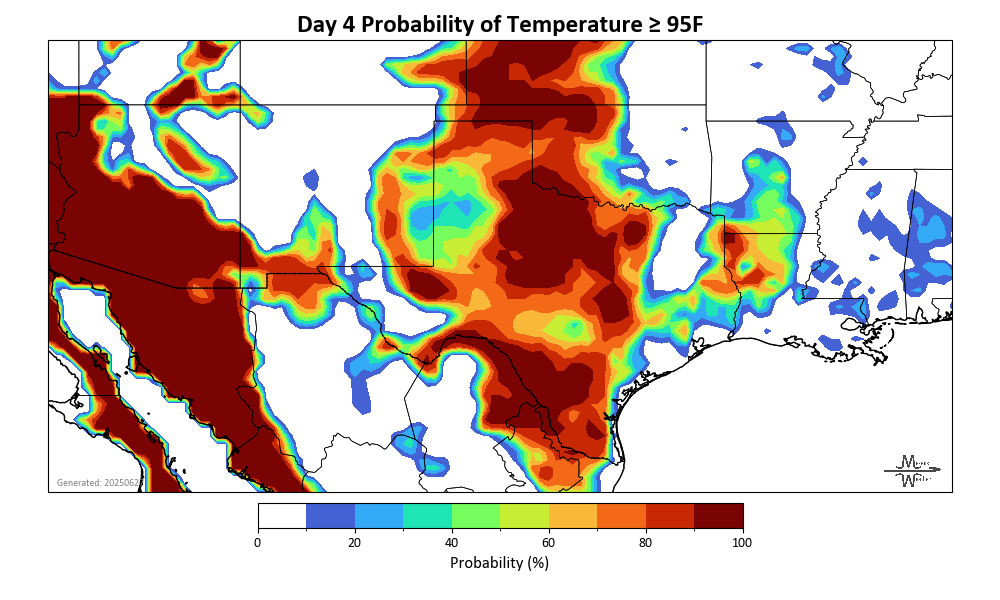 Day 4 Probability of Temperature ≥ 95F
Generated: 2025062
0 20 40 60 80 100
Probability (%)